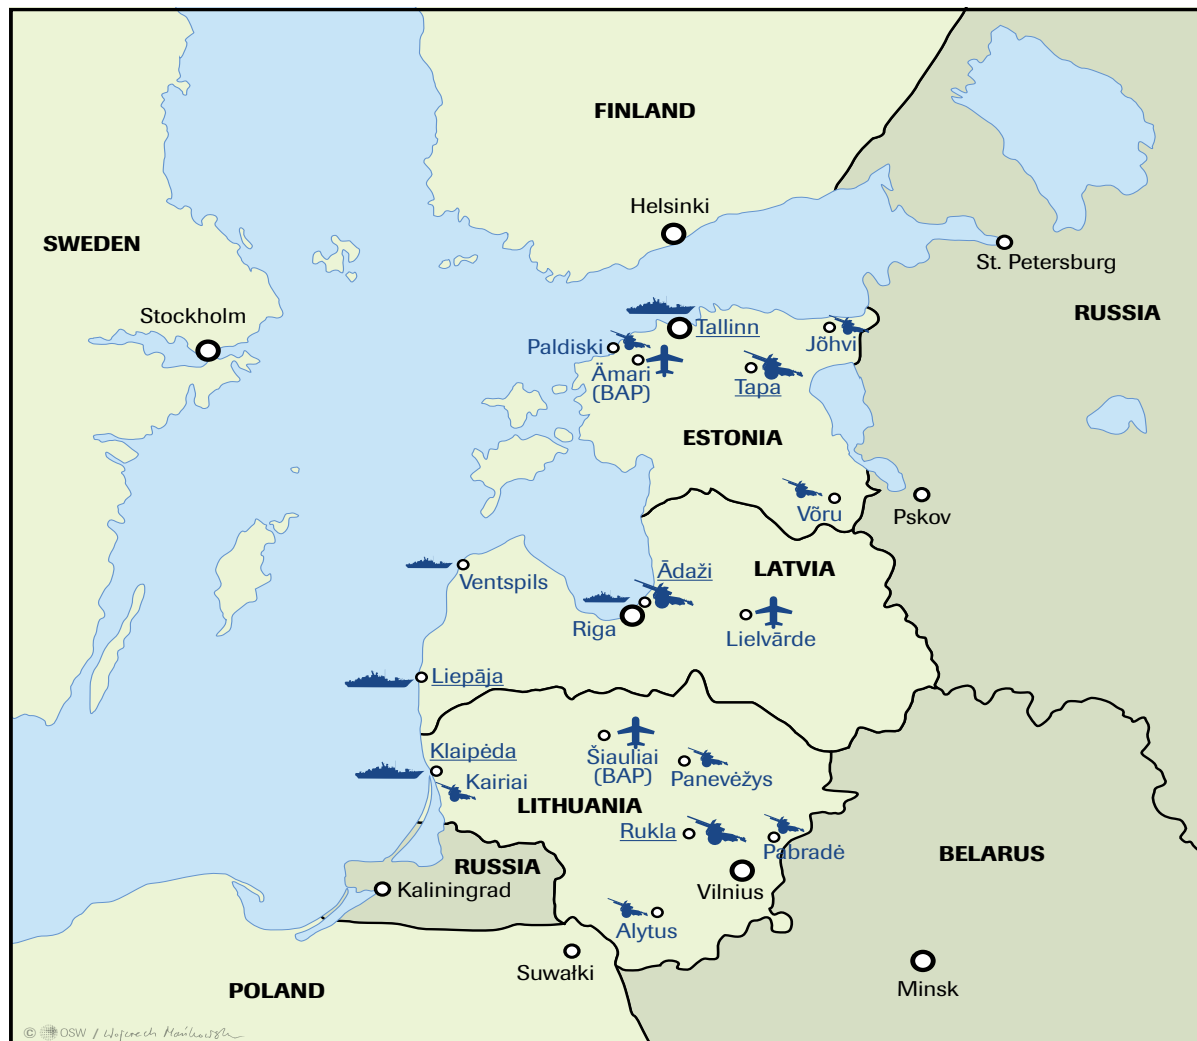 FINLAND
Helsinki
SWEDEN
St. Petersburg
Stockholm
RUSSIA
Tallinn
Jõhvi
Paldiski
Ämari
(BAP)
Tapa
ESTONIA
Võru
Pskov
Ventspils
Ādaži
LATVIA
Riga
Lielvārde
Liepāja
Klaipėda
Šiauliai
(BAP)
Panevėžys
Kairiai
LITHUANIA
Rukla
Pabradė
BELARUS
RUSSIA
Kaliningrad
Vilnius
Alytus
Suwałki
Minsk
POLAND
© OSW / Wojciech Mańkowski